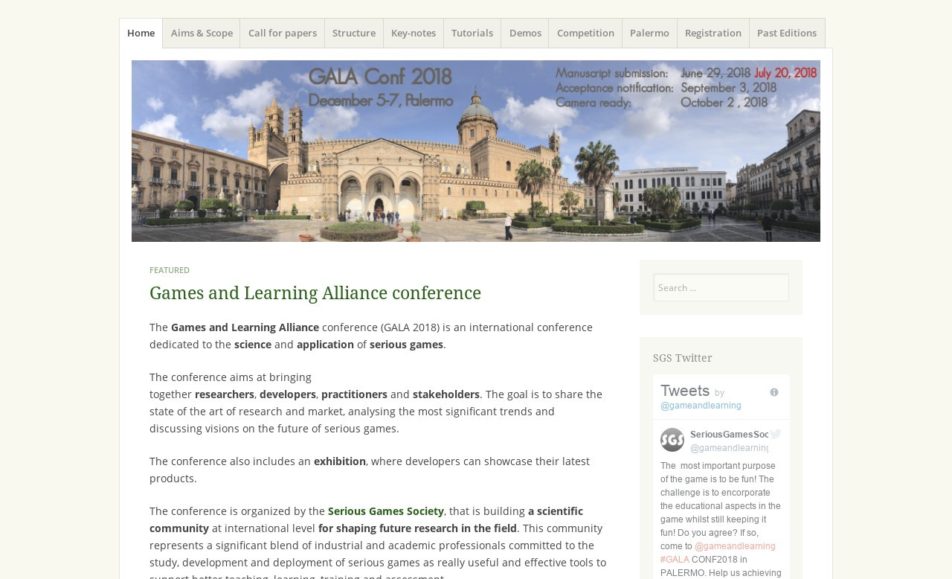 Home
Aims & Scope
Call for papers
Structure
Key-notes
Tutorials
Demos
Competition
Palermo
Registration
Past Editions
GALA Conf 2018
December 5-7, Palermo
Manuscript submission: June 29, 2018 July 20, 2018
Acceptance notification: September 3, 2018
Camera ready: October 2 , 2018
FEATURED
Games and Learning Alliance conference
The Games and Learning Alliance conference (GALA 2018) is an international conference
dedicated to the science and application of serious games.
The conference aims at bringing
together researchers, developers, practitioners and stakeholders. The goal is to share the
state of the art of research and market, analysing the most significant trends and
discussing visions on the future of serious games.
The conference also includes an exhibition, where developers can showcase their latest
products.
The conference is organized by the Serious Games Society, that is building a scientific
community at international level for shaping future research in the field. This community
represents a significant blend of industrial and academic professionals committed to the
study, development and deployment of serious games as really useful and effective tools to
support better teaching, learning, training and assessment.
Search ...
SGS Twitter
Tweets by
@gameandlearning
SGS
SeriousGamesSoc
@gameandlearning
The most important purpose
of the game is to be fun! The
challenge is to encorporate
the educational aspects in the
game whilst still keeping it
fun! Do you agree? If so,
come to @gameandlearning
#GALA CONF2018 in
PALERMO. Help us achieving